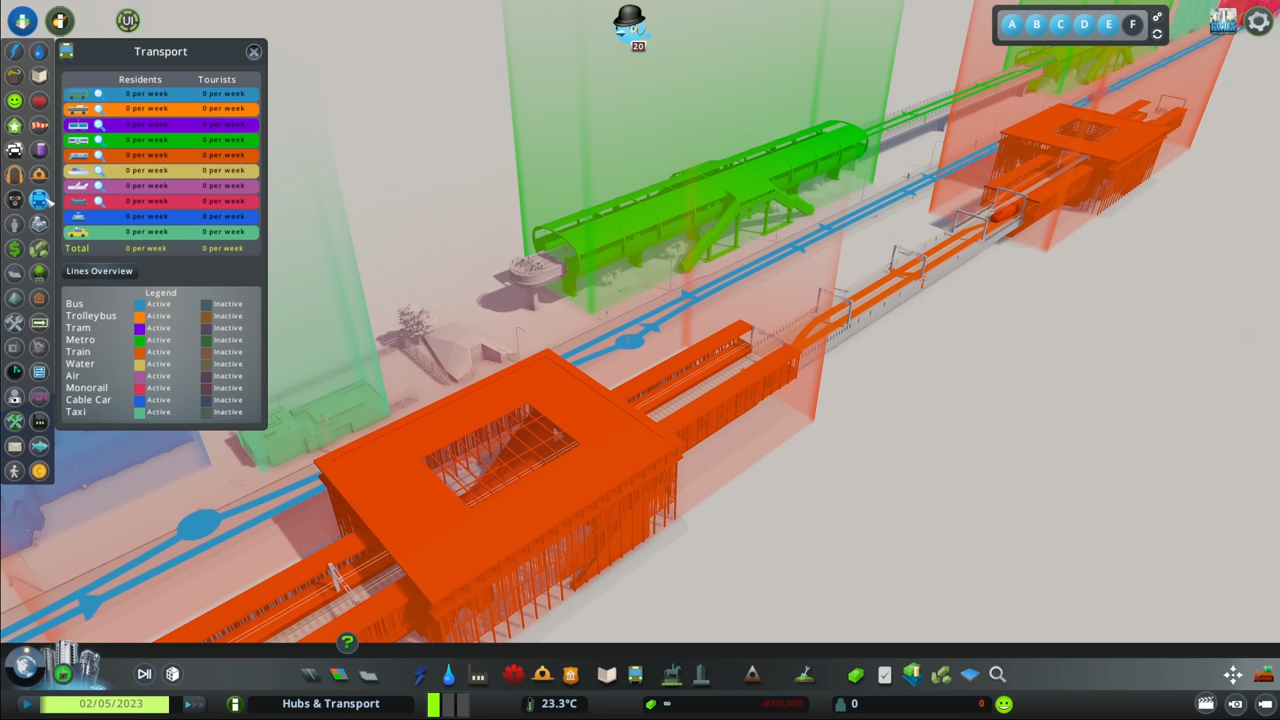 UI
20
A B C D E F
Transport
Residents Tourists
0 per week 0 per week
0 per week 0 per week
0 per week 0 per week
0 per week 0 per week
0 per week 0 per week
0 per week 0 per week
0 per week 0 per week
0 per week 0 per week
0 per week 0 per week
0 per week 0 per week
Total 0 per week 0 per week
Lines Overview
Legend
Bus Active Inactive
Trolleybus Active Inactive
Tram Active Inactive
Metro Active Inactive
Train Active Inactive
Water Active Inactive
Air Active Inactive
Monorail Active Inactive
Cable Car Active Inactive
Taxi Active Inactive
?
02/05/2023 Hubs & Transport 23.3°C ∞ 0 0